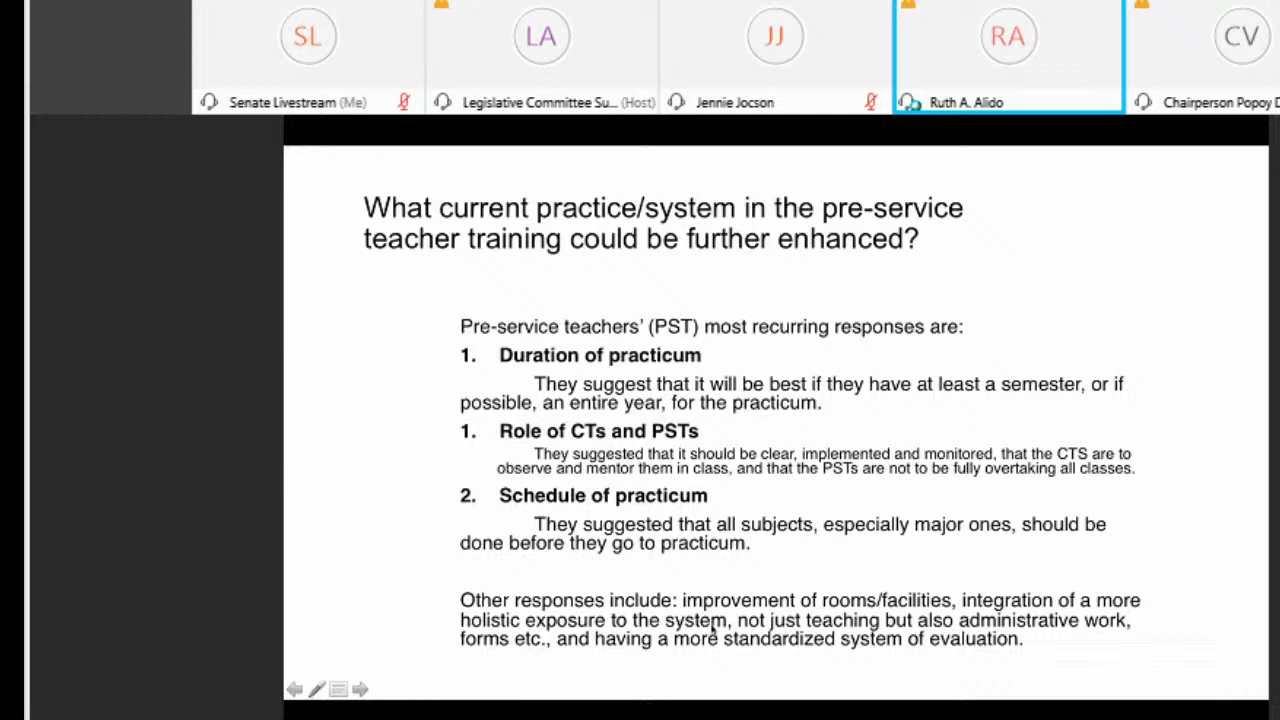 SL
LA
JJ
RA
CV
Senate Livestream (Me)
Legislative Committee Su... (Host)
Jennie Jocson
Ruth A. Alido
Chairperson Popoy D
What current practice/system in the pre-service
teacher training could be further enhanced?
Pre-service teachers' (PST) most recurring responses are:
1. Duration of practicum
They suggest that it will be best if they have at least a semester, or if
possible, an entire year, for the practicum.
1. Role of CTs and PSTs
They suggested that it should be clear, implemented and monitored, that the CTS are to
observe and mentor them in class, and that the PSTs are not to be fully overtaking all classes.
2. Schedule of practicum
They suggested that all subjects, especially major ones, should be
done before they go to practicum.
Other responses include: improvement of rooms/facilities, integration of a more
holistic exposure to the system, not just teaching but also administrative work,
forms etc., and having a more standardized system of evaluation.